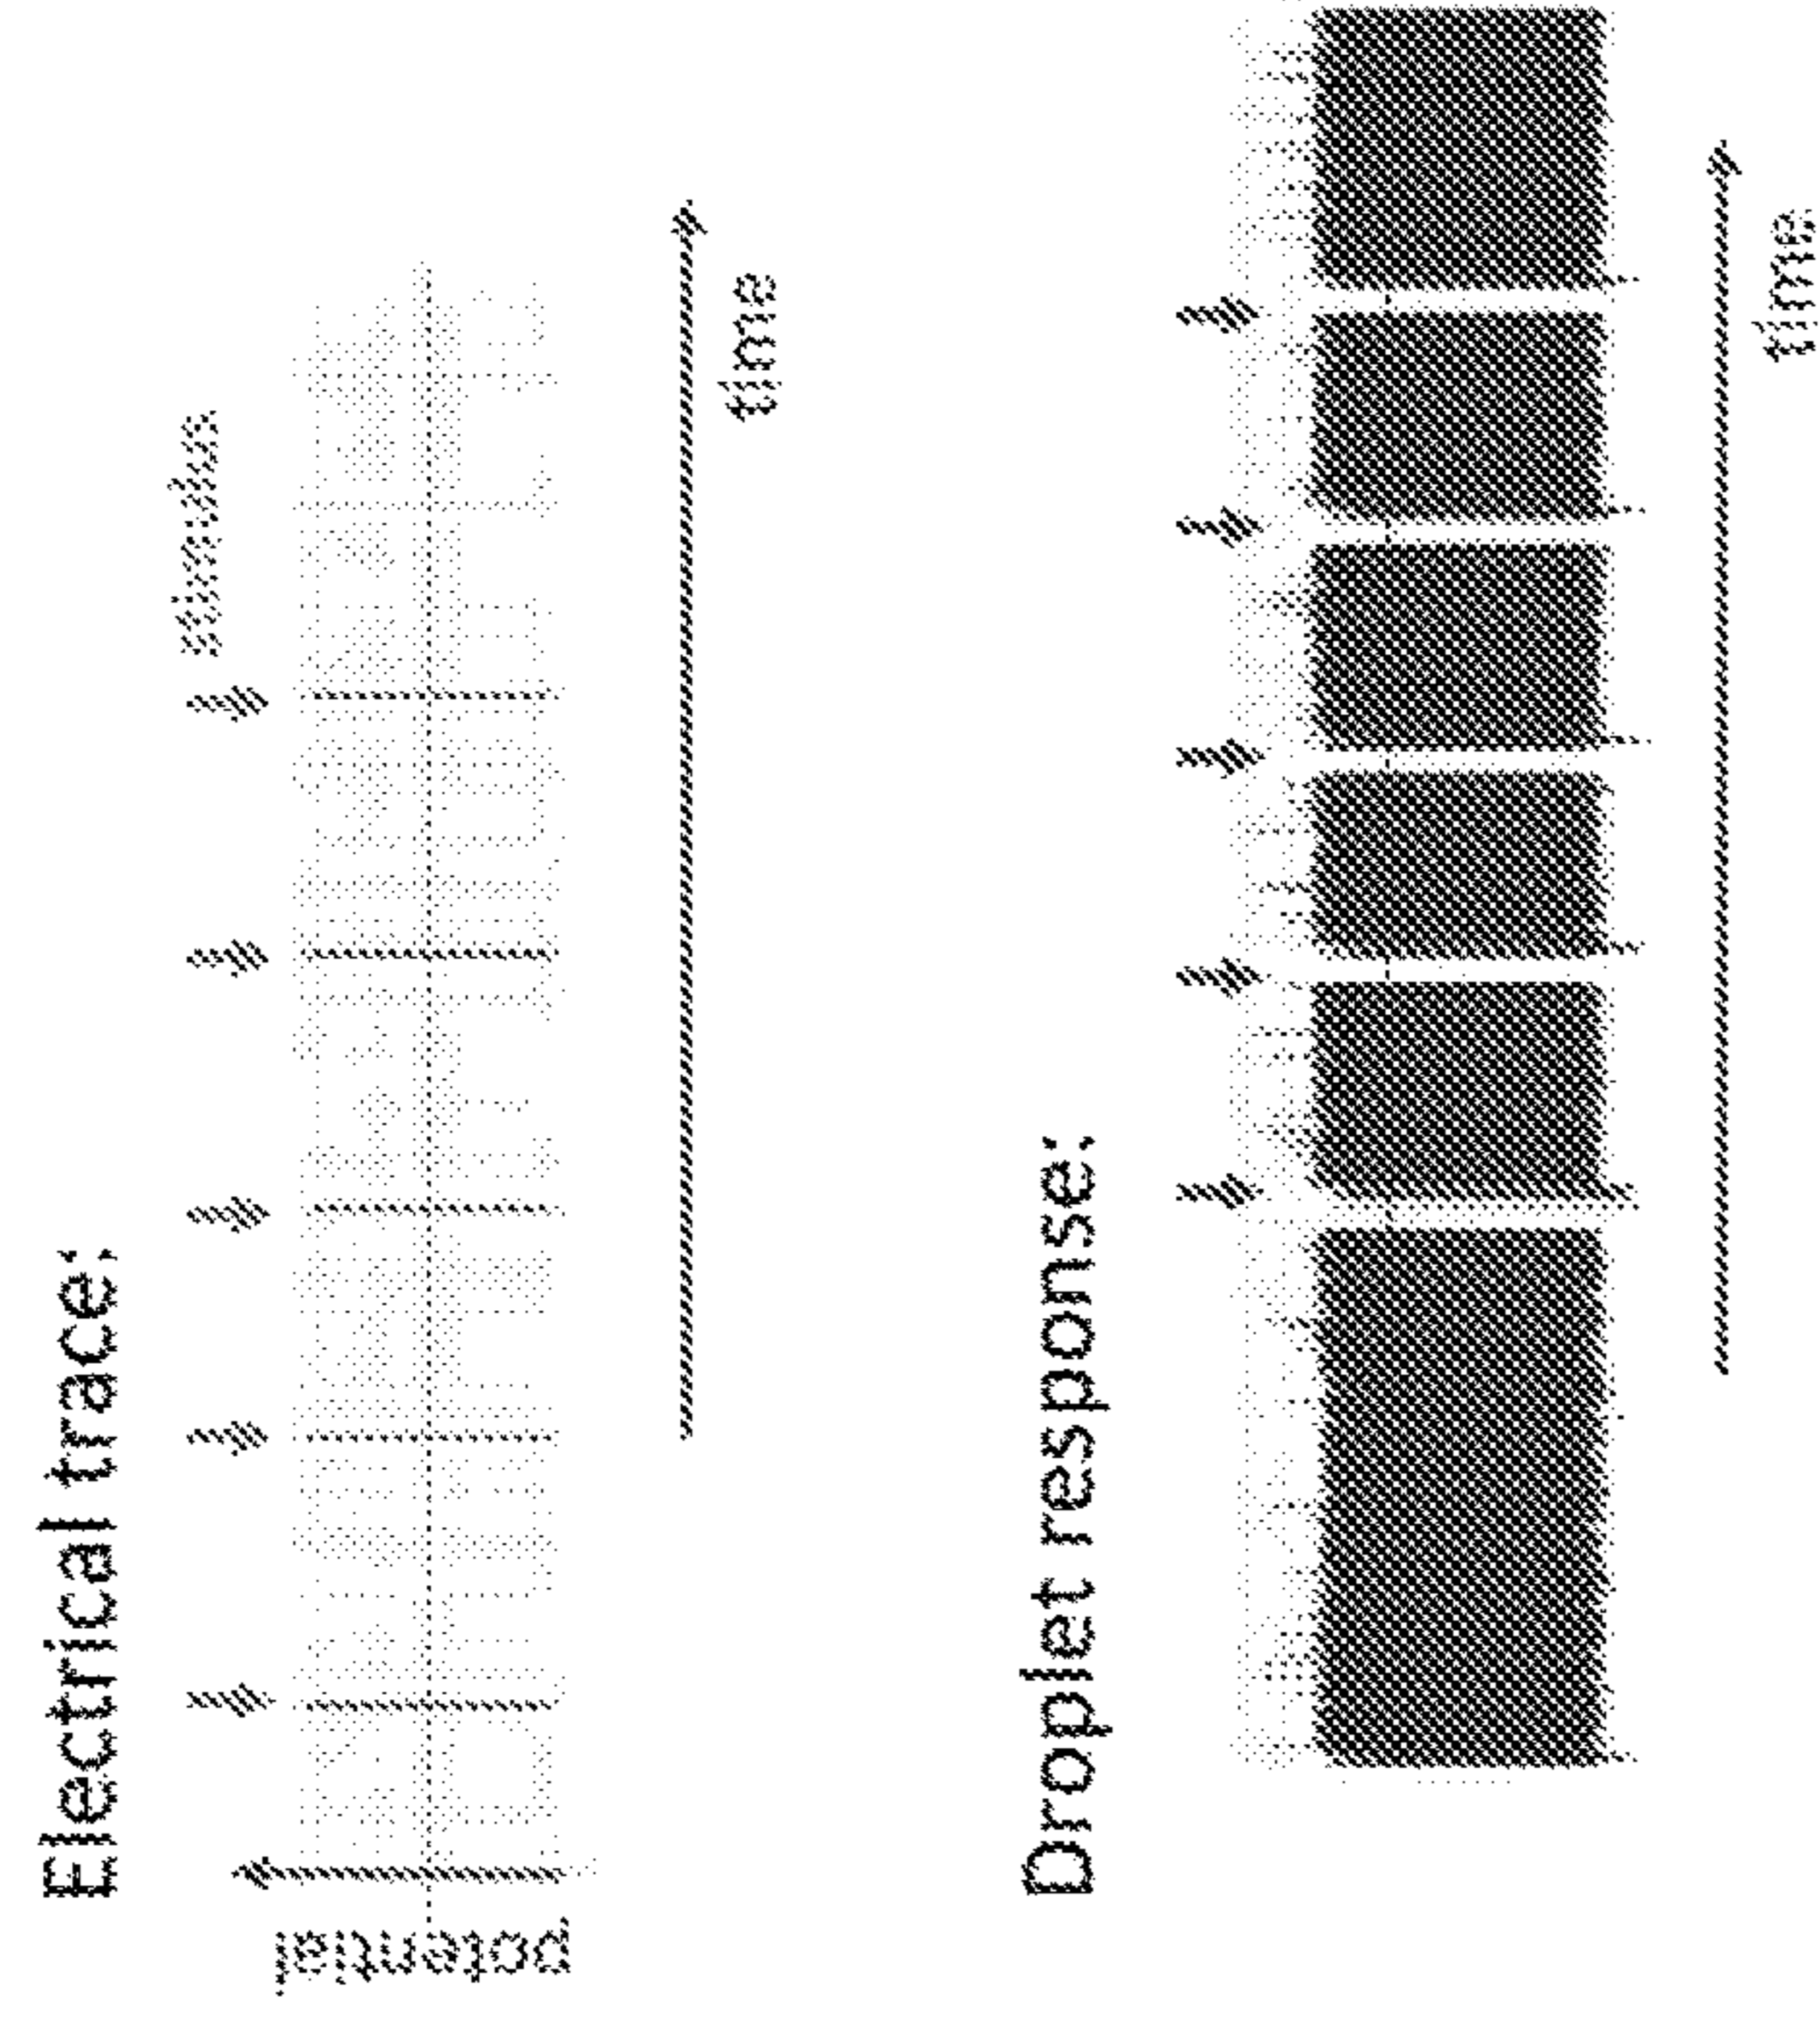 Electrical trace:
stimulus
potential
time
Droplet response:
time